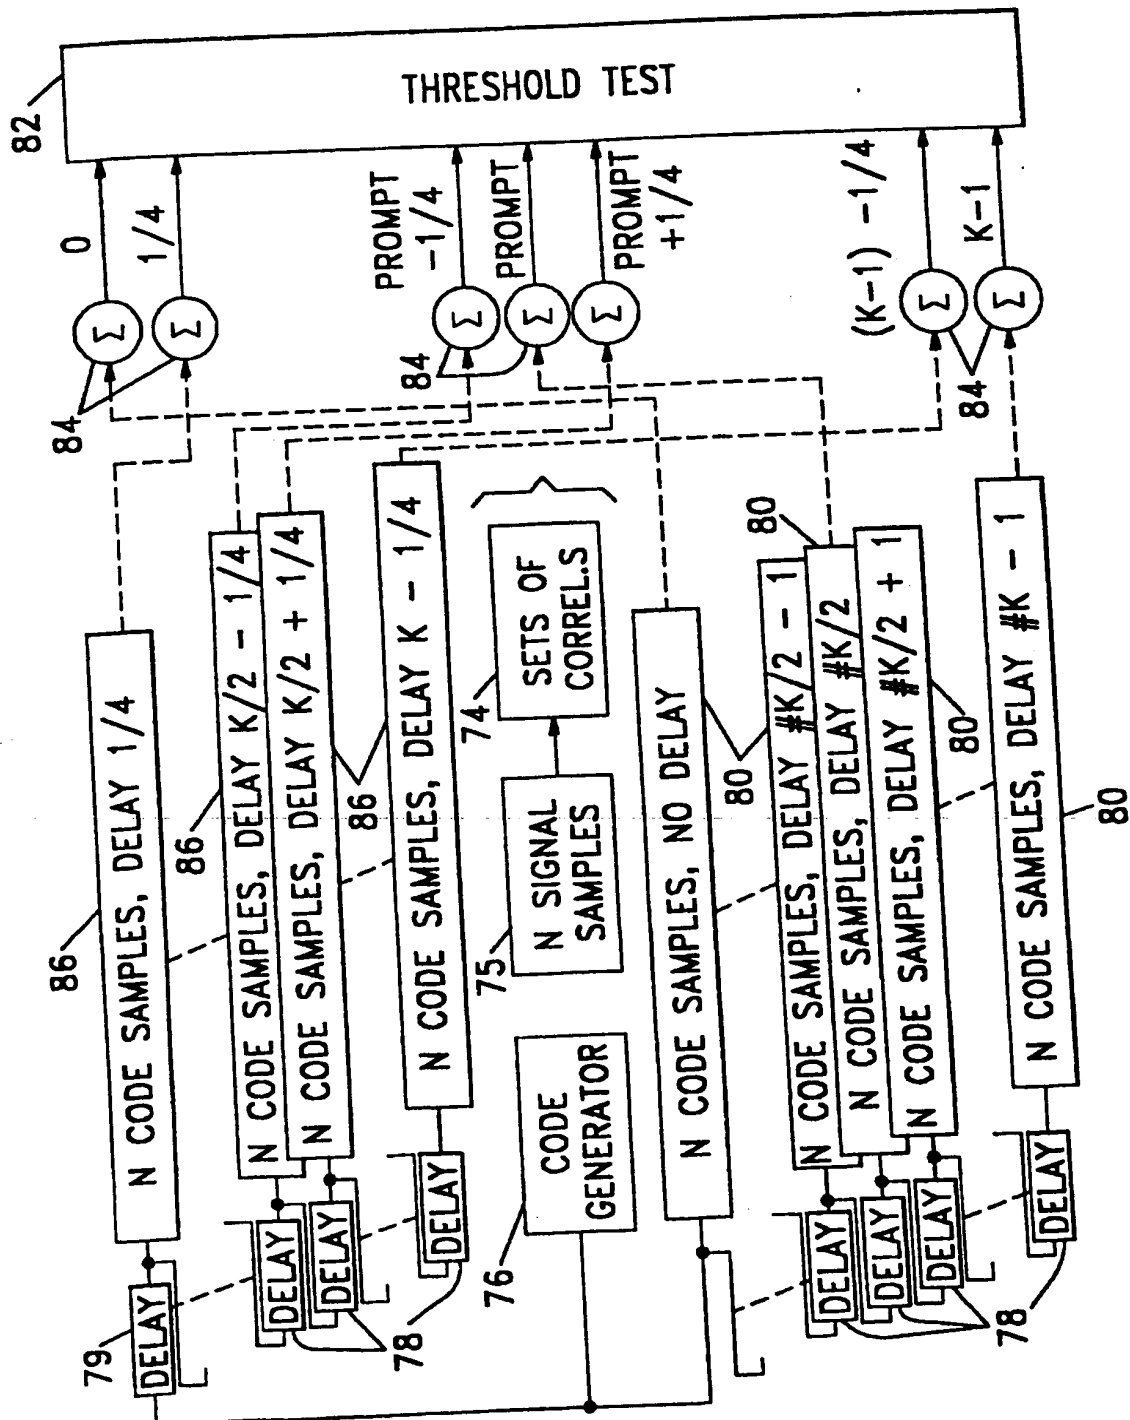 82
THRESHOLD TEST
0
1/4
PROMPT
-1/4
PROMPT
PROMPT
+1/4
(K-1) -1/4
K-1
Σ
Σ
Σ
Σ
Σ
Σ
Σ
84
84
84
86
N CODE SAMPLES, DELAY 1/4
86
N CODE SAMPLES, DELAY K/2 - 1/4
N CODE SAMPLES, DELAY K/2 + 1/4
86
N CODE SAMPLES, DELAY K - 1/4
74
SETS OF
CORREL.S
75
N SIGNAL
SAMPLES
76
CODE
GENERATOR
N CODE SAMPLES, NO DELAY
80
80
N CODE SAMPLES, DELAY #K/2 - 1
N CODE SAMPLES, DELAY #K/2
N CODE SAMPLES, DELAY #K/2 + 1
80
N CODE SAMPLES, DELAY #K - 1
80
79
DELAY
DELAY
DELAY
DELAY
78
DELAY
DELAY
DELAY
DELAY
78